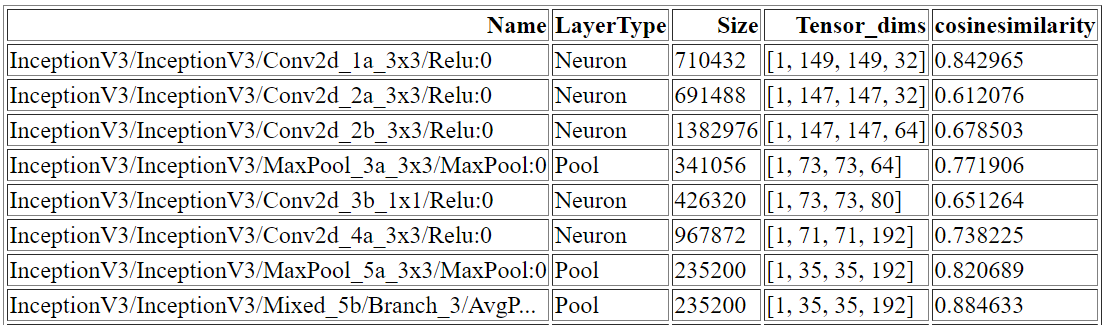 Name LayerType Size Tensor_dims cosinesimilarity
InceptionV3/InceptionV3/Conv2d_1a_3x3/Relu:0 Neuron 710432 [1, 149, 149, 32] 0.842965
InceptionV3/InceptionV3/Conv2d_2a_3x3/Relu:0 Neuron 691488 [1, 147, 147, 32] 0.612076
InceptionV3/InceptionV3/Conv2d_2b_3x3/Relu:0 Neuron 1382976 [1, 147, 147, 64] 0.678503
InceptionV3/InceptionV3/MaxPool_3a_3x3/MaxPool:0 Pool 341056 [1, 73, 73, 64] 0.771906
InceptionV3/InceptionV3/Conv2d_3b_1x1/Relu:0 Neuron 426320 [1, 73, 73, 80] 0.651264
InceptionV3/InceptionV3/Conv2d_4a_3x3/Relu:0 Neuron 967872 [1, 71, 71, 192] 0.738225
InceptionV3/InceptionV3/MaxPool_5a_3x3/MaxPool:0 Pool 235200 [1, 35, 35, 192] 0.820689
InceptionV3/InceptionV3/Mixed_5b/Branch_3/AvgP... Pool 235200 [1, 35, 35, 192] 0.884633